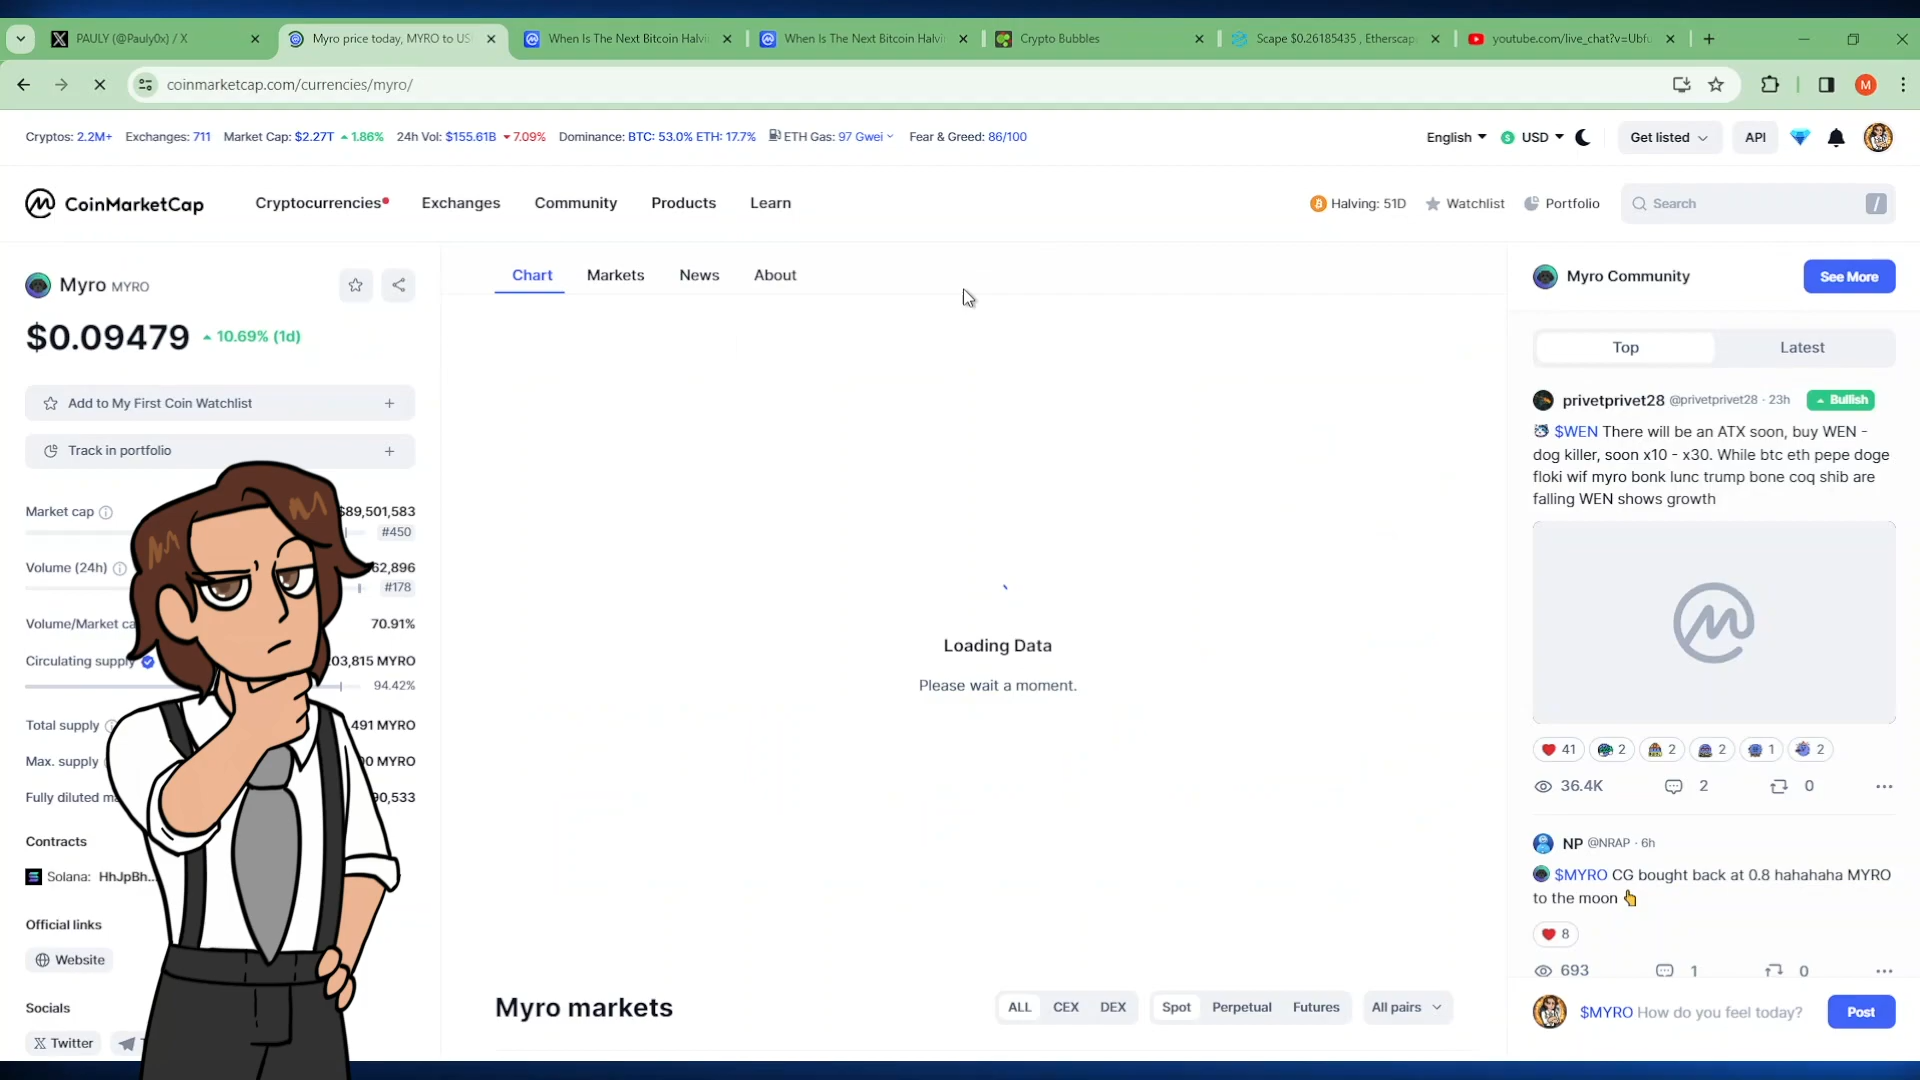 PAULY (@Pauly0x) / X
Myro price today, MYRO to US
When Is The Next Bitcoin Halvi
When Is The Next Bitcoin Halvi
Crypto Bubbles
Scape $0.26185435 , Etherscap
youtube.com/live_chat?v=Ubfu
coinmarketcap.com/currencies/myro/
M
Cryptos: 2.2M+ Exchanges: 711 Market Cap: $2.27T 1.86% 24h Vol: $155.61B 7.09% Dominance: BTC: 53.0% ETH: 17.7% ETH Gas: 97 Gwei Fear & Greed: 86/100
English USD Get listed API
CoinMarketCap
Cryptocurrencies Exchanges Community Products Learn
Halving: 51D Watchlist Portfolio Search /
Myro MYRO
$0.09479 10.69% (1d)
Add to My First Coin Watchlist +
Track in portfolio +
Market cap $89,501,583
#450
Volume (24h) 62,896
#178
Volume/Market ca 70.91%
Circulating supply 03,815 MYRO
94.42%
Total supply 491 MYRO
Max. supply 00 MYRO
Fully diluted ma 90,533
Contracts
Solana: HhJpBh...
Official links
Website
Socials
Twitter
Chart Markets News About
Loading Data
Please wait a moment.
Myro markets
ALL CEX DEX Spot Perpetual Futures All pairs
Myro Community See More
Top Latest
privetprivet28 @privetprivet28 · 23h Bullish
$WEN There will be an ATX soon, buy WEN -
dog killer, soon x10 - x30. While btc eth pepe doge
floki wif myro bonk lunc trump bone coq shib are
falling WEN shows growth
41 2 2 2 1 2
36.4K 2 0
NP @NRAP · 6h
$MYRO CG bought back at 0.8 hahahaha MYRO
to the moon
8
693 1 0
$MYRO How do you feel today? Post